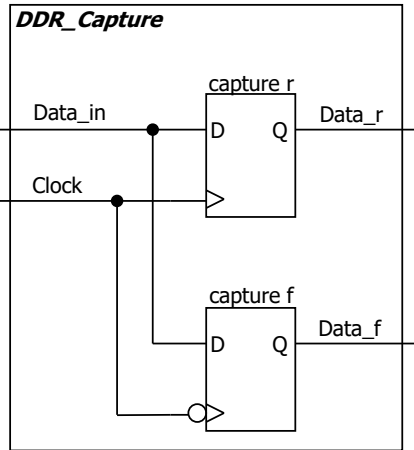 DDR_Capture
capture r
Data_in
D Q
Data_r
Clock
capture f
D Q
Data_f